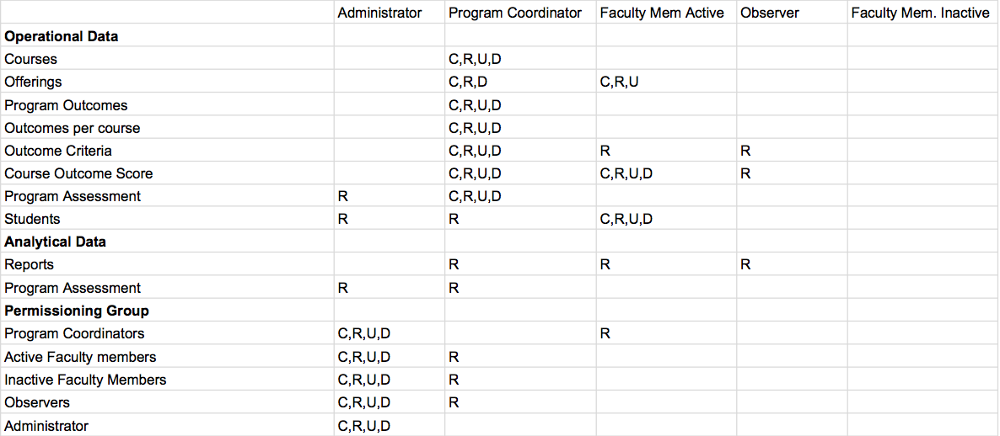 Administrator Program Coordinator Faculty Mem Active Observer Faculty Mem. Inactive
Operational Data
Courses C,R,U,D
Offerings C,R,D C,R,U
Program Outcomes C,R,U,D
Outcomes per course C,R,U,D
Outcome Criteria C,R,U,D R R
Course Outcome Score C,R,U,D C,R,U,D R
Program Assessment R C,R,U,D
Students R R C,R,U,D
Analytical Data
Reports R R R
Program Assessment R R
Permissioning Group
Program Coordinators C,R,U,D R
Active Faculty members C,R,U,D R
Inactive Faculty Members C,R,U,D R
Observers C,R,U,D R
Administrator C,R,U,D